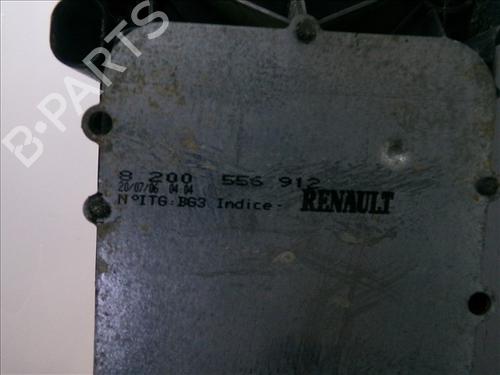 B-PARTS
8 200 556 912
20/07/06 04 04
N°ITG:BG3 Indice - RENAULT